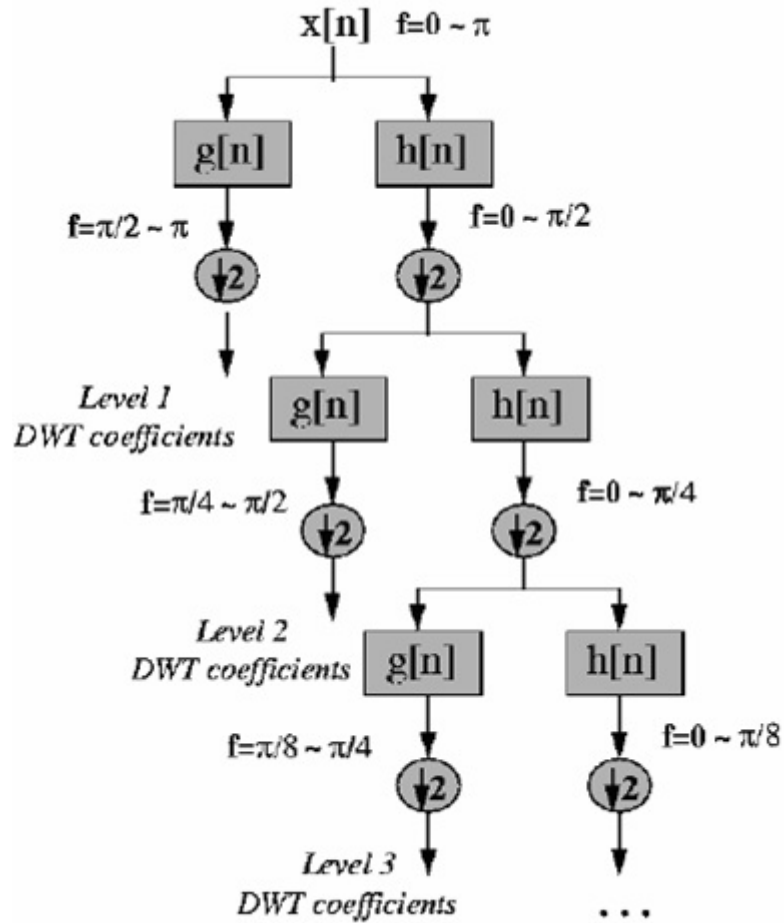 x[n] f=0 ~ π
g[n] h[n]
f=π/2 ~ π f=0 ~ π/2
↓2 ↓2
Level 1
DWT coefficients
g[n] h[n]
f=π/4 ~ π/2 f=0 ~ π/4
↓2 ↓2
Level 2
DWT coefficients
g[n] h[n]
f=π/8 ~ π/4 f=0 ~ π/8
↓2 ↓2
Level 3
DWT coefficients
...